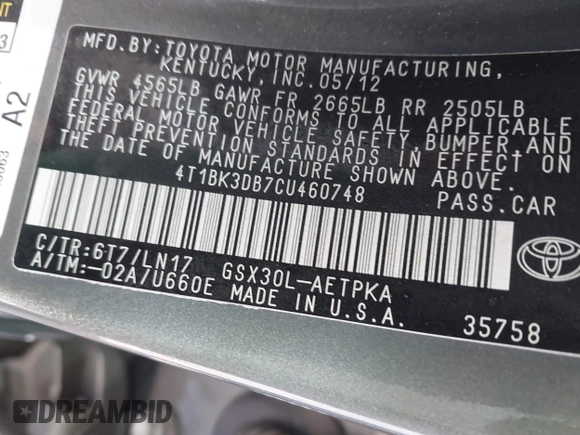 NT
3
A2
MFD.BY:TOYOTA MOTOR MANUFACTURING,
KENTUCKY,INC.05/12
GVWR 4565LB GAWR FR 2665LB RR 2505LB
THIS VEHICLE CONFORMS TO ALL APPLICABLE
FEDERAL MOTOR VEHICLE SAFETY,BUMPER,AND
THEFT PREVENTION STANDARDS IN EFFECT ON
THE DATE OF MANUFACTURE SHOWN ABOVE.
4T1BK3DB7CU460748 PASS.CAR
C/TR:6T7/LN17 GSX30L-AETPKA
A/TM:-02A/U660E MADE IN U.S.A.
35758
DREAMBID